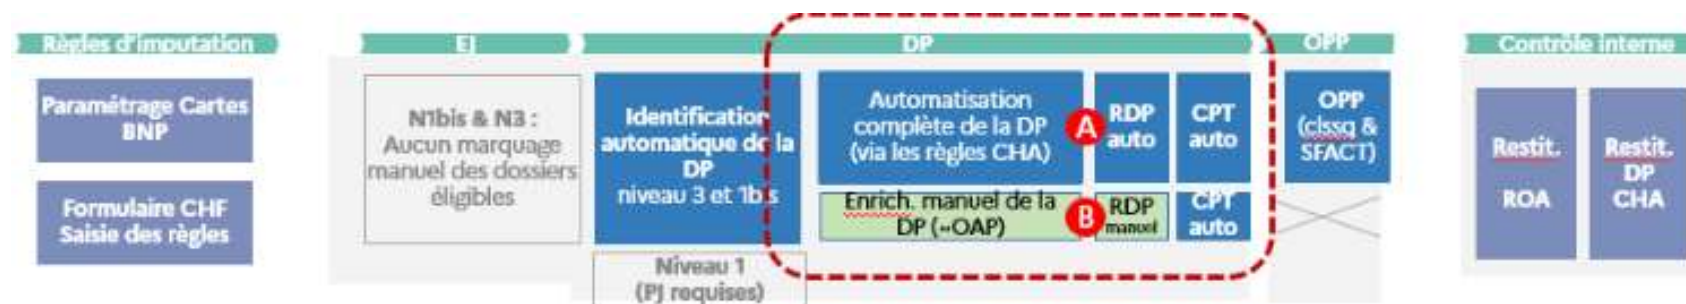 Règles d'imputation
Paramétrage Cartes
BNP
Formulaire CHF
Saisie des règles
EJ
N1bis & N3 :
Aucun marquage
manuel des dossiers
éligibles
DP
Identification
automatique de la
DP
niveau 3 et 1bis
Niveau 1
(PJ requises)
Automatisation
complète de la DP
(via les règles CHA)
A
RDP
auto
CPT
auto
Enrich. manuel de la
DP (~OAP)
B
RDP
manuel
CPT
auto
OPP
OPP
(clssq &
SFACT)
Contrôle interne
Restit.
ROA
Restit.
DP
CHA